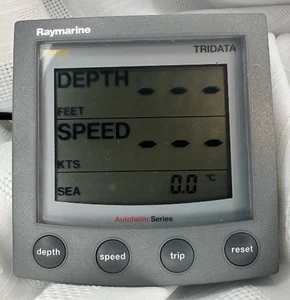 Raymarine
TRIDATA
DEPTH - - -
FEET
SPEED - - -
KTS
SEA 0.0 °C
Autohelm Series
depth speed trip reset